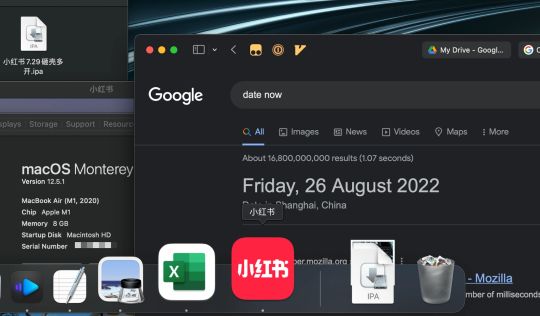 IPA
小红书 7.29 砸壳多
开.ipa
小红书
splays
Storage
Support
Resourc
macOS Monterey
Version 12.5.1
MacBook Air (M1, 2020)
Chip Apple M1
Memory 8 GB
Startup Disk Macintosh HD
Serial Number
My Drive - Googl...
Google
date now
All
Images
News
Videos
Maps
More
About 16,800,000,000 results (1.07 seconds)
Friday, 26 August 2022
Date in Shanghai, China
小红书
per.mozilla.org
- Mozilla
mber of milliseconds
小红书
IPA